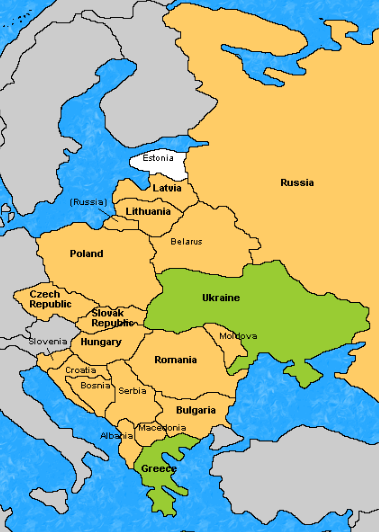 Estonia
Russia
Latvia
(Russia)
Lithuania
Belarus
Poland
Czech
Republic
Ukraine
Slovak
Republic
Moldova
Slovenia
Hungary
Romania
Croatia
Bosnia
Serbia
Bulgaria
Macedonia
Albania
Greece